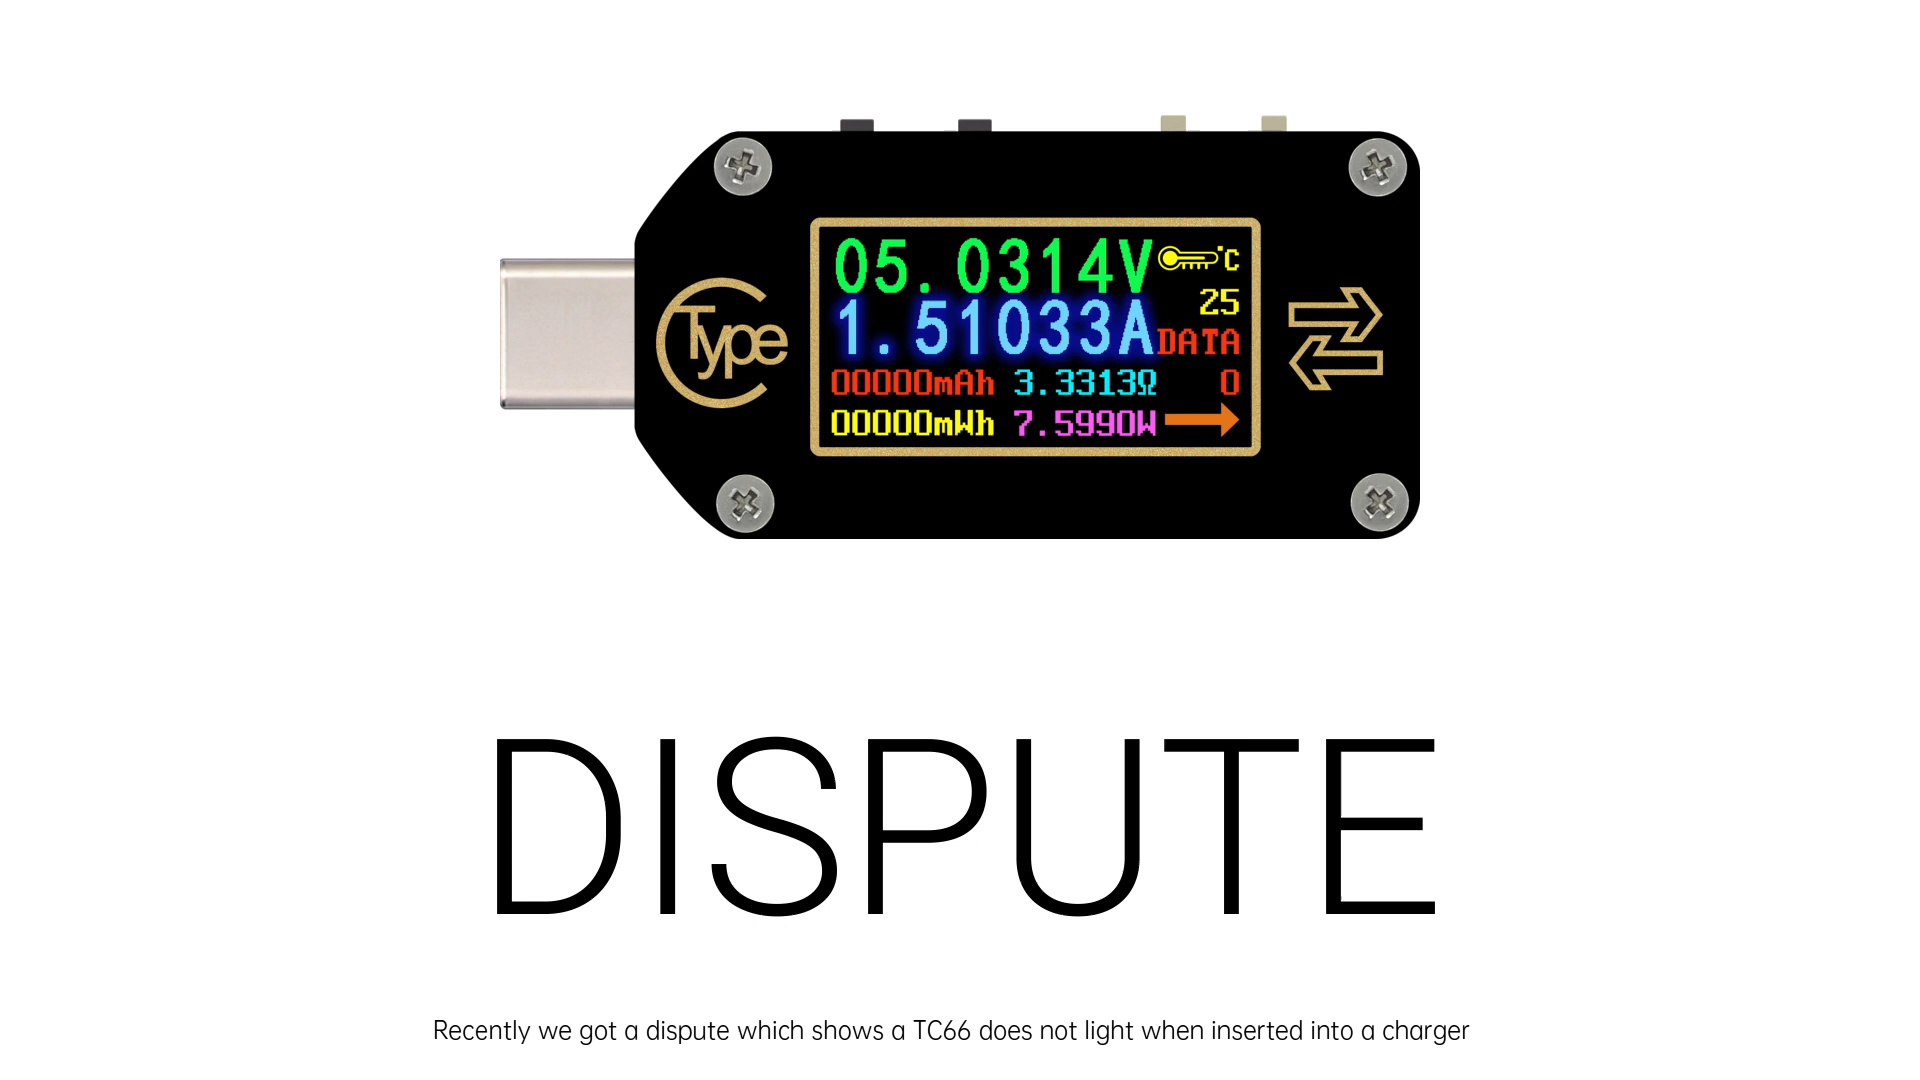 Type
05.0314V
°C
25
1.51033A
DATA
00000mAh 3.3313Ω 0
00000mWh 7.5990W
DISPUTE
Recently we got a dispute which shows a TC66 does not light when inserted into a charger